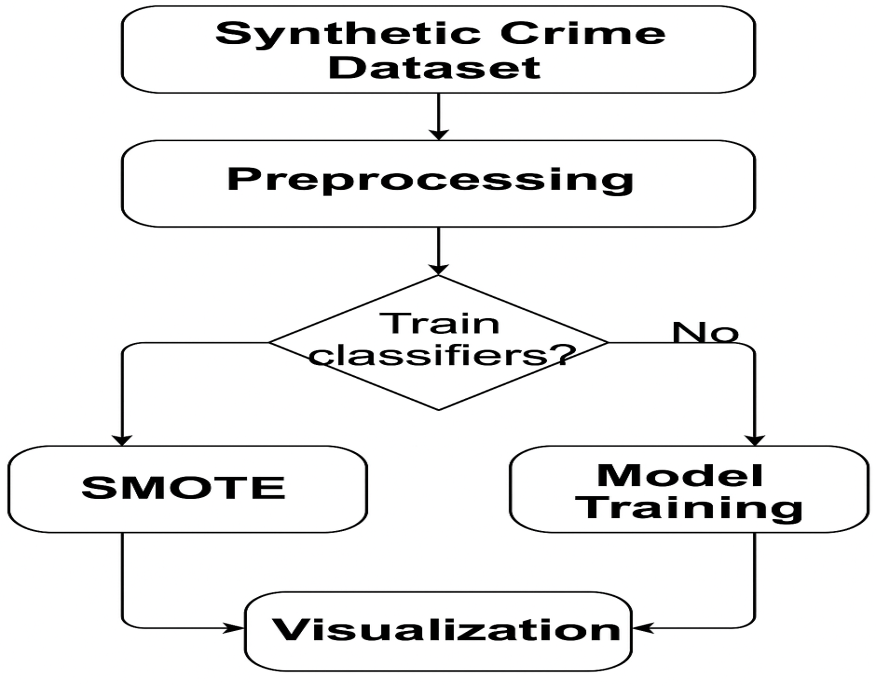 Synthetic Crime
Dataset
Preprocessing
Train
classifiers?
No
SMOTE
Model
Training
Visualization